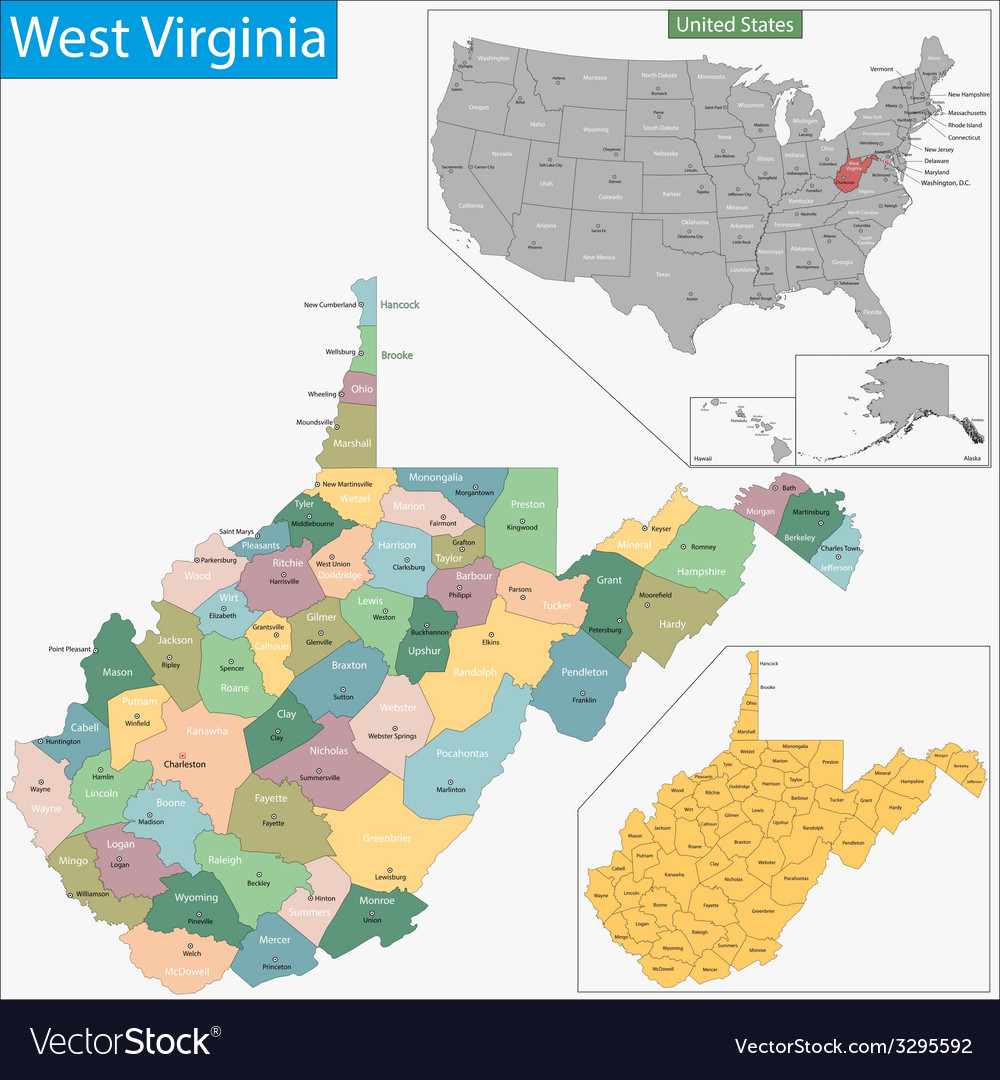 West Virginia
United States
Washington
Olympia
Salem
Oregon
Helena
Montana
Boise
Idaho
Wyoming
Cheyenne
North Dakota
Bismarck
Pierre
South Dakota
Minnesota
Saint Paul
Wisconsin
Madison
Michigan
Lansing
Sacramento
Carson City
Nevada
California
Salt Lake City
Utah
Denver
Colorado
Nebraska
Lincoln
Kansas
Topeka
Iowa
Des Moines
Illinois
Springfield
Indiana
Indianapolis
Ohio
Columbus
Jefferson City
Missouri
Kentucky
Frankfort
West
Virginia
Charleston
Virginia
Richmond
Pennsylvania
Harrisburg
New York
Albany
Maine
Augusta
Montpelier
Concord
Boston
Hartford
Annapolis
Dover
Vermont
New Hampshire
Massachusetts
Rhode Island
Connecticut
New Jersey
Delaware
Maryland
Washington, D.C.
Arizona
Phoenix
Santa Fe
New Mexico
Oklahoma
Oklahoma City
Texas
Austin
Arkansas
Little Rock
Louisiana
Baton Rouge
Mississippi
Jackson
Alabama
Montgomery
Tennessee
Nashville
Georgia
Atlanta
North Carolina
Raleigh
South
Carolina
Columbia
Tallahassee
Florida
Honolulu
Hawaii
Hawaii
Juneau
Alaska
New Cumberland
Hancock
Wellsburg
Brooke
Wheeling
Ohio
Moundsville
Marshall
New Martinsville
Wetzel
Monongalia
Morgantown
Marion
Fairmont
Preston
Kingwood
Tyler
Middlebourne
Saint Marys
Pleasants
Parkersburg
Wood
Ritchie
Harrisville
West Union
Doddridge
Harrison
Clarksburg
Grafton
Taylor
Barbour
Philippi
Parsons
Tucker
Grant
Petersburg
Mineral
Keyser
Romney
Hampshire
Moorefield
Hardy
Bath
Morgan
Martinsburg
Berkeley
Charles Town
Jefferson
Wirt
Elizabeth
Lewis
Weston
Gilmer
Glenville
Grantsville
Calhoun
Buckhannon
Upshur
Elkins
Randolph
Pendleton
Franklin
Point Pleasant
Mason
Jackson
Ripley
Spencer
Roane
Braxton
Sutton
Putnam
Winfield
Kanawha
Charleston
Clay
Clay
Webster
Webster Springs
Nicholas
Summersville
Pocahontas
Marlinton
Cabell
Huntington
Wayne
Wayne
Hamlin
Lincoln
Boone
Madison
Fayette
Fayette
Greenbrier
Lewisburg
Logan
Logan
Mingo
Williamson
Raleigh
Beckley
Wyoming
Pineville
Hinton
Summers
Monroe
Union
Mercer
Princeton
Welch
McDowell
Hancock
Brooke
Ohio
Marshall
Wetzel
Monongalia
Marion
Preston
Tyler
Pleasants
Doddridge
Harrison
Taylor
Wood
Ritchie
Barbour
Tucker
Grant
Mineral
Hampshire
Hardy
Morgan
Berkeley
Jefferson
Wirt
Gilmer
Lewis
Calhoun
Upshur
Randolph
Pendleton
Mason
Jackson
Roane
Braxton
Putnam
Clay
Webster
Cabell
Kanawha
Nicholas
Pocahontas
Wayne
Lincoln
Boone
Fayette
Greenbrier
Logan
Mingo
Raleigh
Wyoming
Summers
Monroe
McDowell
Mercer
VectorStock®
VectorStock.com/3295592